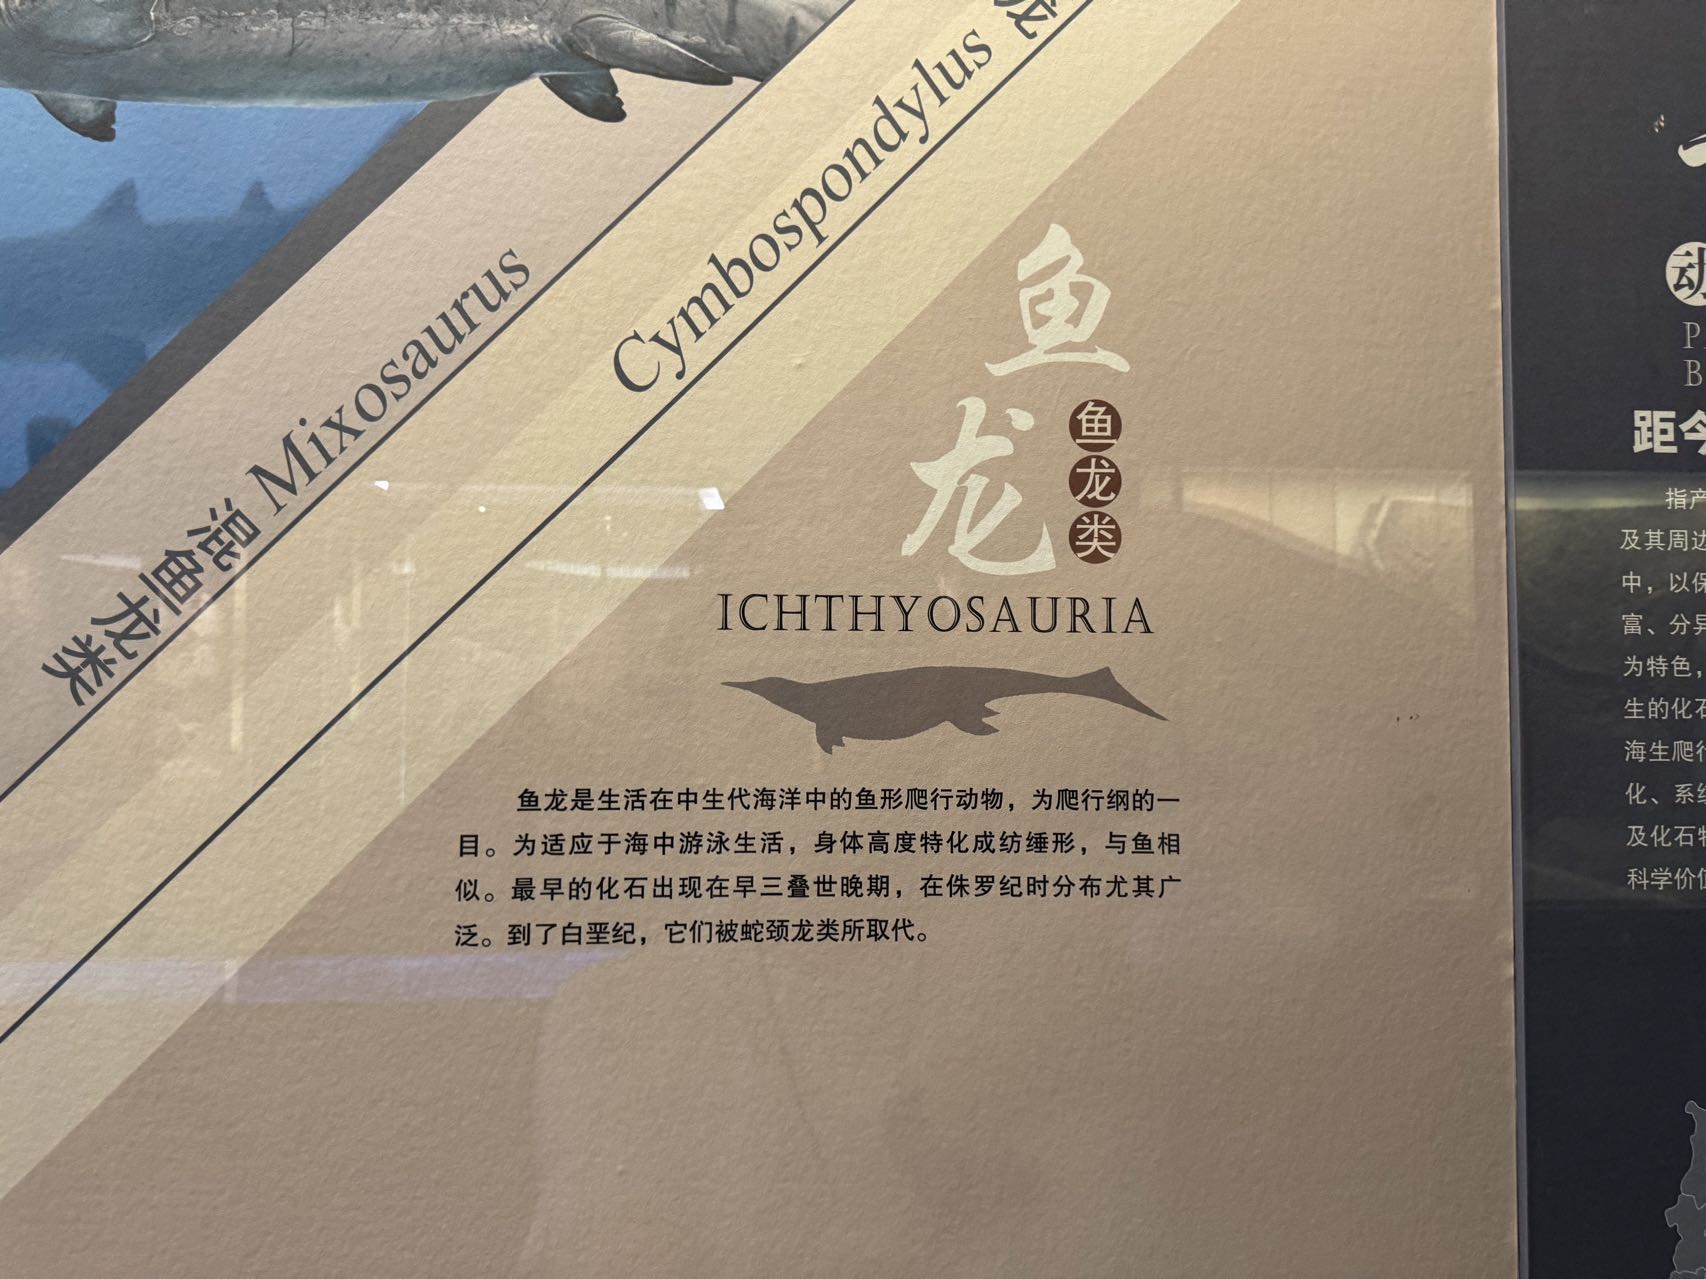 混鱼龙类 Mixosaurus
Cymbospondylus
鱼龙
鱼龙类
ICHTHYOSAURIA
鱼龙是生活在中生代海洋中的鱼形爬行动物，为爬行纲的一
目。为适应于海中游泳生活，身体高度特化成纺缍形，与鱼相
似。最早的化石出现在早三叠世晚期，在侏罗纪时分布尤其广
泛。到了白垩纪，它们被蛇颈龙类所取代。
动
P
B
距今
指产
及其周边
中，以保
富、分异
为特色，
生的化石
海生爬行
化、系统
及化石特
科学价值